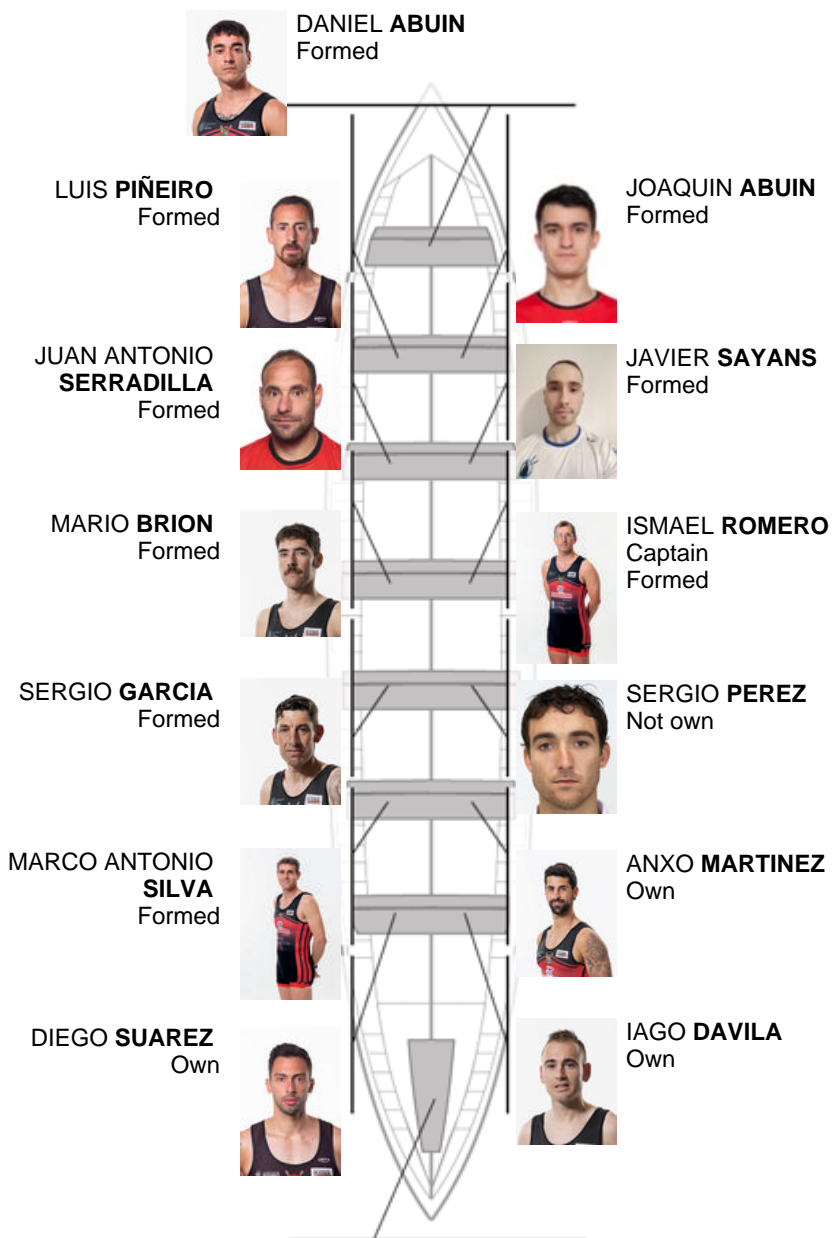 DANIEL ABUIN
Formed
LUIS PIÑEIRO
Formed
JOAQUIN ABUIN
Formed
JUAN ANTONIO
SERRADILLA
Formed
JAVIER SAYANS
Formed
MARIO BRION
Formed
ISMAEL ROMERO
Captain
Formed
SERGIO GARCIA
Formed
SERGIO PEREZ
Not own
MARCO ANTONIO
SILVA
Formed
ANXO MARTINEZ
Own
DIEGO SUAREZ
Own
IAGO DAVILA
Own